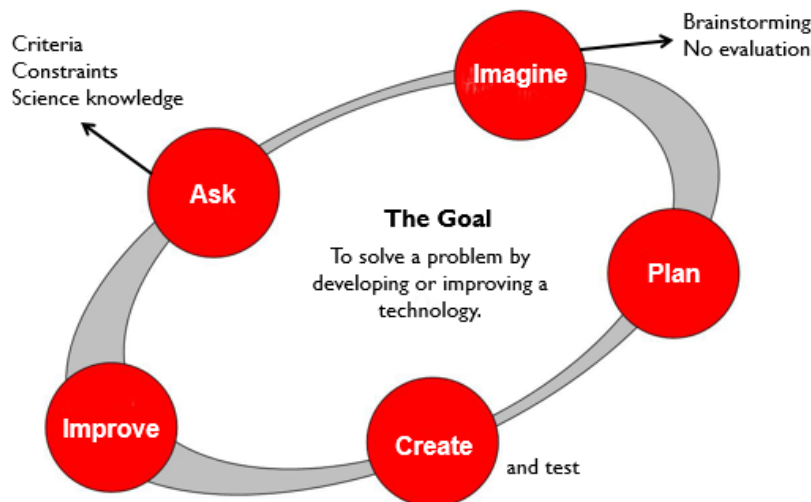 Criteria
Constraints
Science knowledge
Brainstorming
No evaluation
Imagine
Ask
The Goal
To solve a problem by
developing or improving a
technology.
Plan
Improve
Create
and test